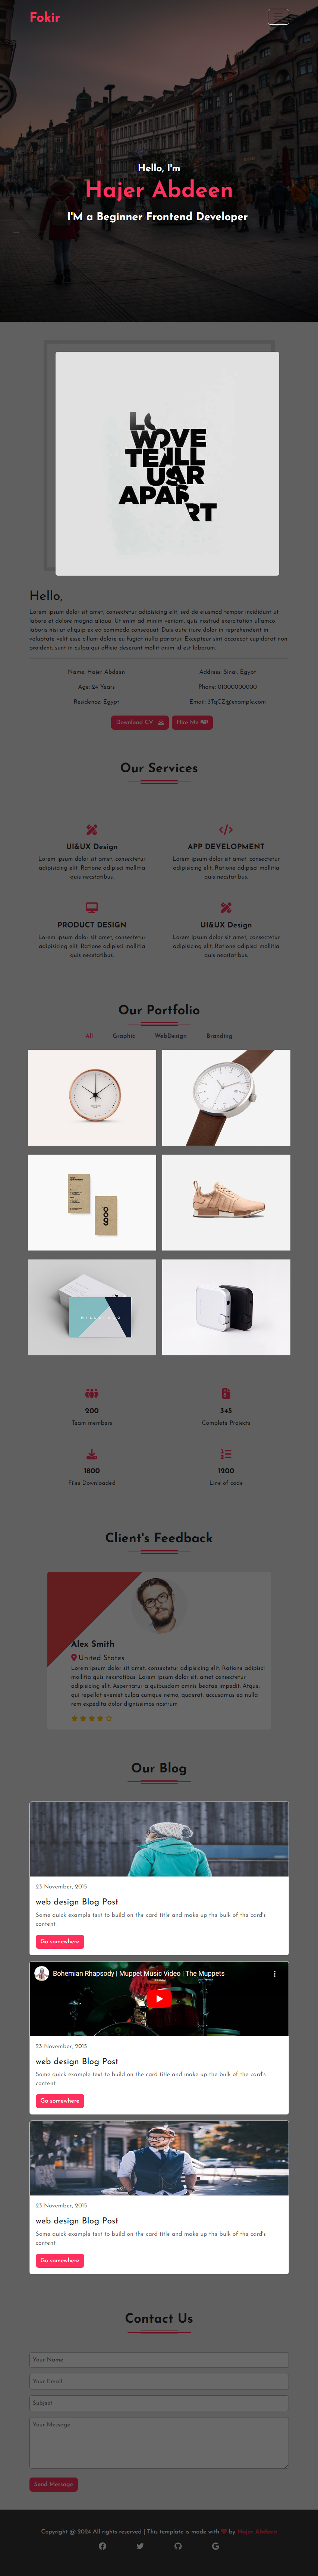 Fokir
Hello, I'm
Hajer Abdeen
I'M a Beginner Frontend Developer
LOVE
WO
TEALL
USAR
APART
Hello,
Lorem ipsum dolor sit amet, consectetur adipisicing elit, sed do eiusmod tempor incididunt ut
labore et dolore magna aliqua. Ut enim ad minim veniam, quis nostrud exercitation ullamco
laboris nisi ut aliquip ex ea commodo consequat. Duis aute irure dolor in reprehenderit in
voluptate velit esse cillum dolore eu fugiat nulla pariatur. Excepteur sint occaecat cupidatat non
proident, sunt in culpa qui officia deserunt mollit anim id est laborum.
Name: Hajer Abdeen
Address: Sinai, Egypt
Age: 24 Years
Phone: 01000000000
Residence: Egypt
Download CV
Hire Me
Our Services
UI&UX Design
Lorem ipsum dolor sit amet, consectetur
adipisicing elit. Ratione adipisci mollitia
quis necstatibus.
APP DEVELOPMENT
Lorem ipsum dolor sit amet, consectetur
adipisicing elit. Ratione adipisci mollitia
quis necstatibus.
PRODUCT DESIGN
Lorem ipsum dolor sit amet, consectetur
adipisicing elit. Ratione adipisci mollitia
quis necstatibus.
UI&UX Design
Lorem ipsum dolor sit amet, consectetur
adipisicing elit. Ratione adipisci mollitia
quis necstatibus.
Our Portfolio
All Graphic WebDesign Branding
200
Team members
345
Complete Projects
1800
Files Downloaded
1200
Line of code
Client's Feedback
Alex Smith
United States
Lorem ipsum dolor sit amet, consectetur adipisicing elit. Ratione adipisci
mollitia quis necstatibus. Lorem ipsum dolor sit, amet consectetur
adipisicing elit. Aspernatur a quibusdam omnis beatae impedit. Atque,
qui repellat eveniet culpa cumque nemo, quaerat, accusamus ea nulla
rem expedita dolor dignissimos nostrum
Our Blog
23 November, 2015
web design Blog Post
Some quick example text to build on the card title and make up the bulk of the card's
content.
Go somewhere
Bohemian Rhapsody | Muppet Music Video | The Muppets
23 November, 2015
web design Blog Post
Some quick example text to build on the card title and make up the bulk of the card's
content.
Go somewhere
23 November, 2015
web design Blog Post
Some quick example text to build on the card title and make up the bulk of the card's
content.
Go somewhere
Contact Us
Your Name
Your Email
Subject
Your Message
Send Message
Copyright @ 2024 All rights reserved | This template is made with by Hajer Abdeen